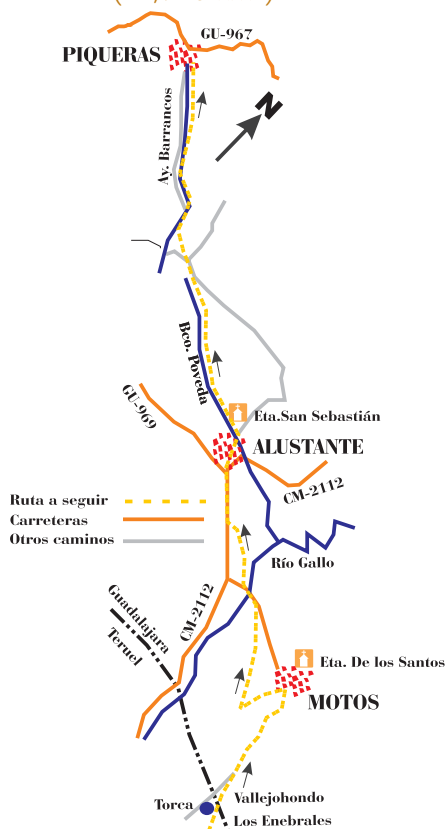 GU-967
PIQUERAS
N
Ay. Barrancos
Bco. Poveda
GU-969
Eta.San Sebastián
ALUSTANTE
CM-2112
Ruta a seguir
Carreteras
Otros caminos
Río Gallo
Guadalajara
Teruel
CM-2112
Eta. De los Santos
MOTOS
Torca
Vallejohondo
Los Enebrales